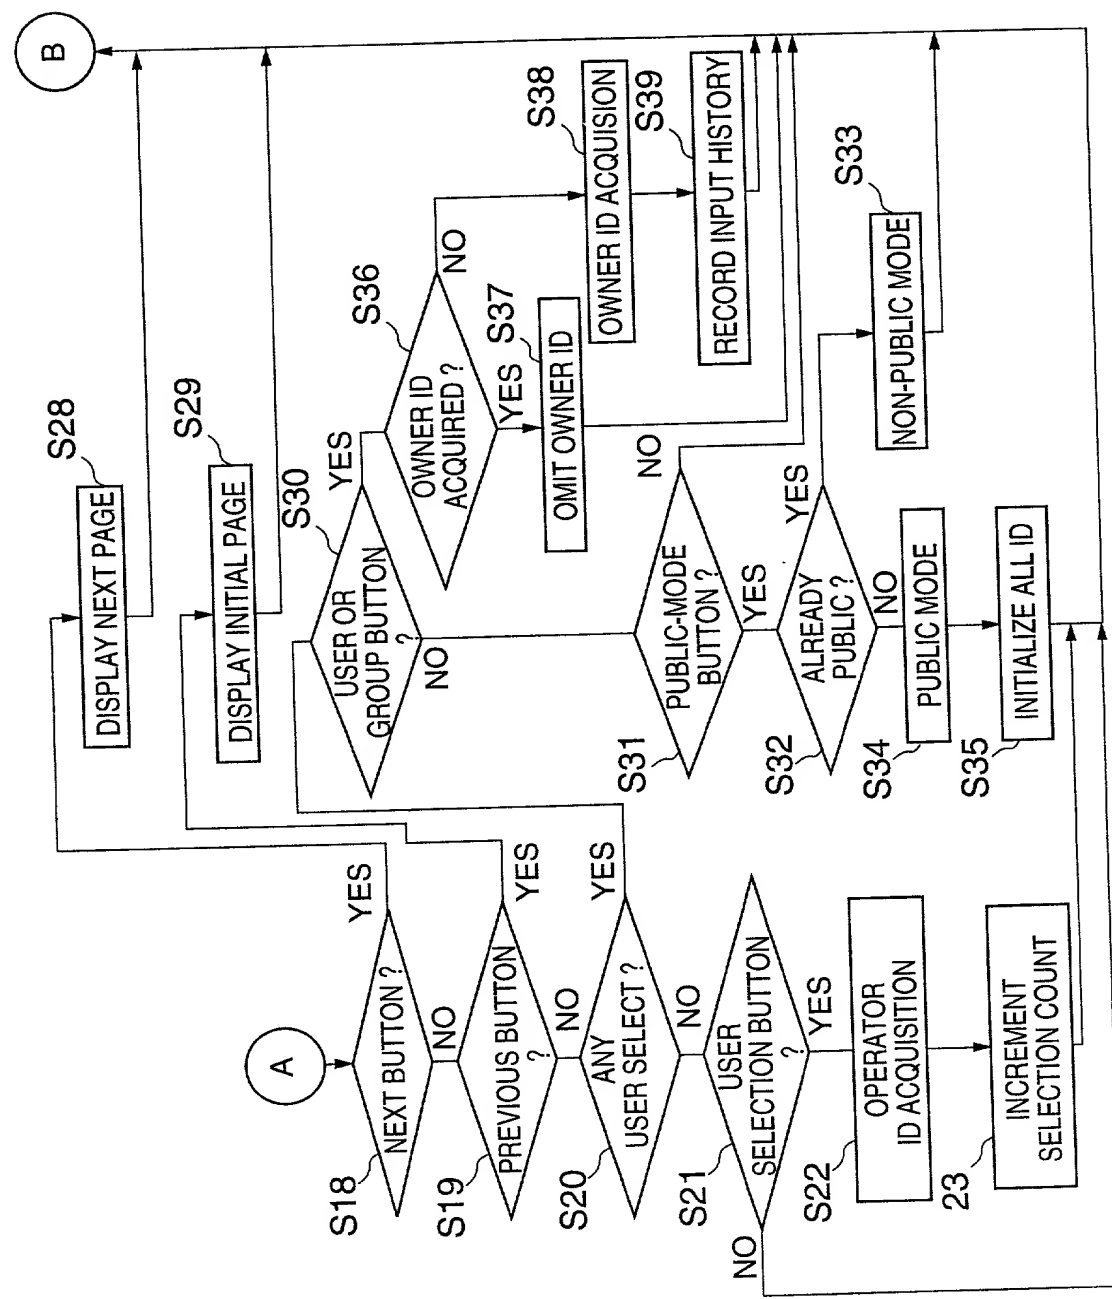 A
S18
NEXT BUTTON ?
YES
NO
S19
PREVIOUS BUTTON
?
YES
NO
S20
ANY
USER SELECT ?
YES
NO
S21
USER
SELECTION BUTTON
?
NO
YES
S22
OPERATOR
ID ACQUISITION
23
INCREMENT
SELECTION COUNT
S28
DISPLAY NEXT PAGE
S29
DISPLAY INITIAL PAGE
S30
USER OR
GROUP BUTTON
?
YES
NO
S31
PUBLIC-MODE
BUTTON ?
NO
YES
S32
ALREADY
PUBLIC ?
YES
NO
S34
PUBLIC MODE
S35
INITIALIZE ALL ID
S36
OWNER ID
ACQUIRED ?
NO
YES
S37
OMIT OWNER ID
S38
OWNER ID ACQUISION
S39
RECORD INPUT HISTORY
S33
NON-PUBLIC MODE
B